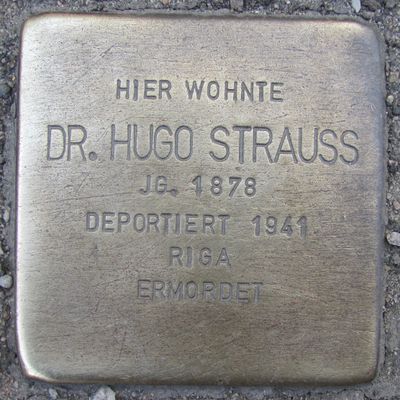 HIER WOHNTE
DR. HUGO STRAUSS
JG. 1878
DEPORTIERT 1941
RIGA
ERMORDET